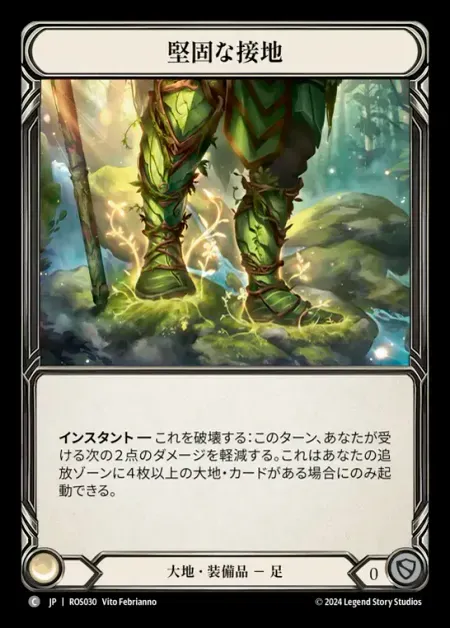 堅固な接地
インスタント ー これを破壊する：このターン、あなたが受
ける次の２点のダメージを軽減する。これはあなたの追
放ゾーンに４枚以上の大地・カードがある場合にのみ起
動できる。
大地・装備品 － 足
0
C JP | ROS030 Vito Febrianno
© 2024 Legend Story Studios